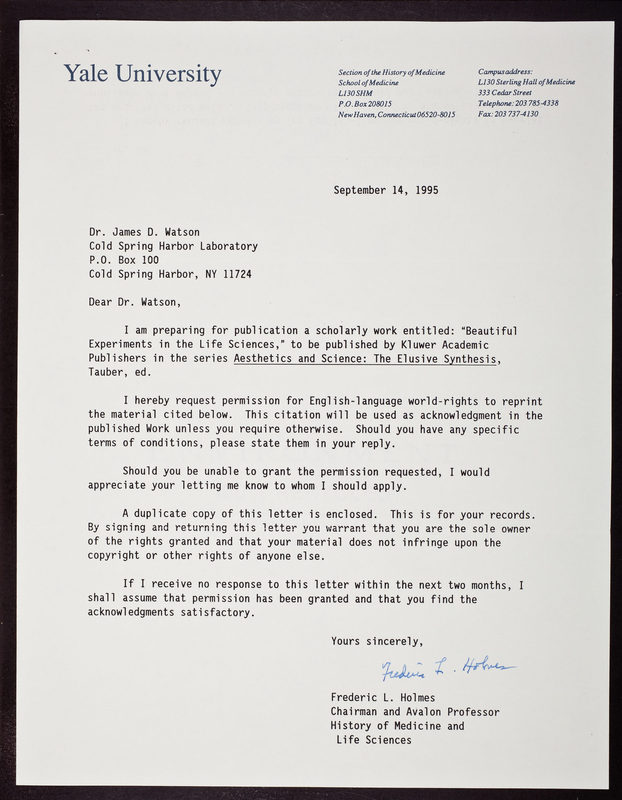 Yale University
Section of the History of Medicine
School of Medicine
L130 SHM
P.O. Box 208015
New Haven, Connecticut 06520-8015
Campus address:
L130 Sterling Hall of Medicine
333 Cedar Street
Telephone: 203 785-4338
Fax: 203 737-4130
September 14, 1995
Dr. James D. Watson
Cold Spring Harbor Laboratory
P.O. Box 100
Cold Spring Harbor, NY 11724
Dear Dr. Watson,
I am preparing for publication a scholarly work entitled: "Beautiful
Experiments in the Life Sciences," to be published by Kluwer Academic
Publishers in the series Aesthetics and Science: The Elusive Synthesis,
Tauber, ed.
I hereby request permission for English-language world-rights to reprint
the material cited below. This citation will be used as acknowledgment in the
published Work unless you require otherwise. Should you have any specific
terms of conditions, please state them in your reply.
Should you be unable to grant the permission requested, I would
appreciate your letting me know to whom I should apply.
A duplicate copy of this letter is enclosed. This is for your records.
By signing and returning this letter you warrant that you are the sole owner
of the rights granted and that your material does not infringe upon the
copyright or other rights of anyone else.
If I receive no response to this letter within the next two months, I
shall assume that permission has been granted and that you find the
acknowledgments satisfactory.
Yours sincerely,
Frederic L. Holmes
Frederic L. Holmes
Chairman and Avalon Professor
History of Medicine and
Life Sciences